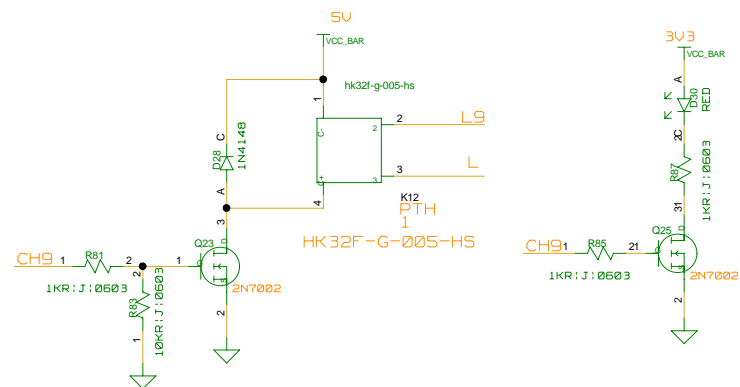 5V
VCC_BAR
hk32f-g-005-hs
1
C-
2
2
L9
C
D28
1N4148
A
3
3
L
4
K12
PTH
1
HK32F-G-005-HS
3
Q23
D
CH9
1
R81
2
1
G
S
2N7002
1KR:J:0603
2
R83
10KR:J:0603
1
2
3V3
VCC_BAR
A
D30
RED
2C
R87
1KR:J:0603
31
Q25
D
CH9
1
R85
21
G
S
2N7002
1KR:J:0603
2